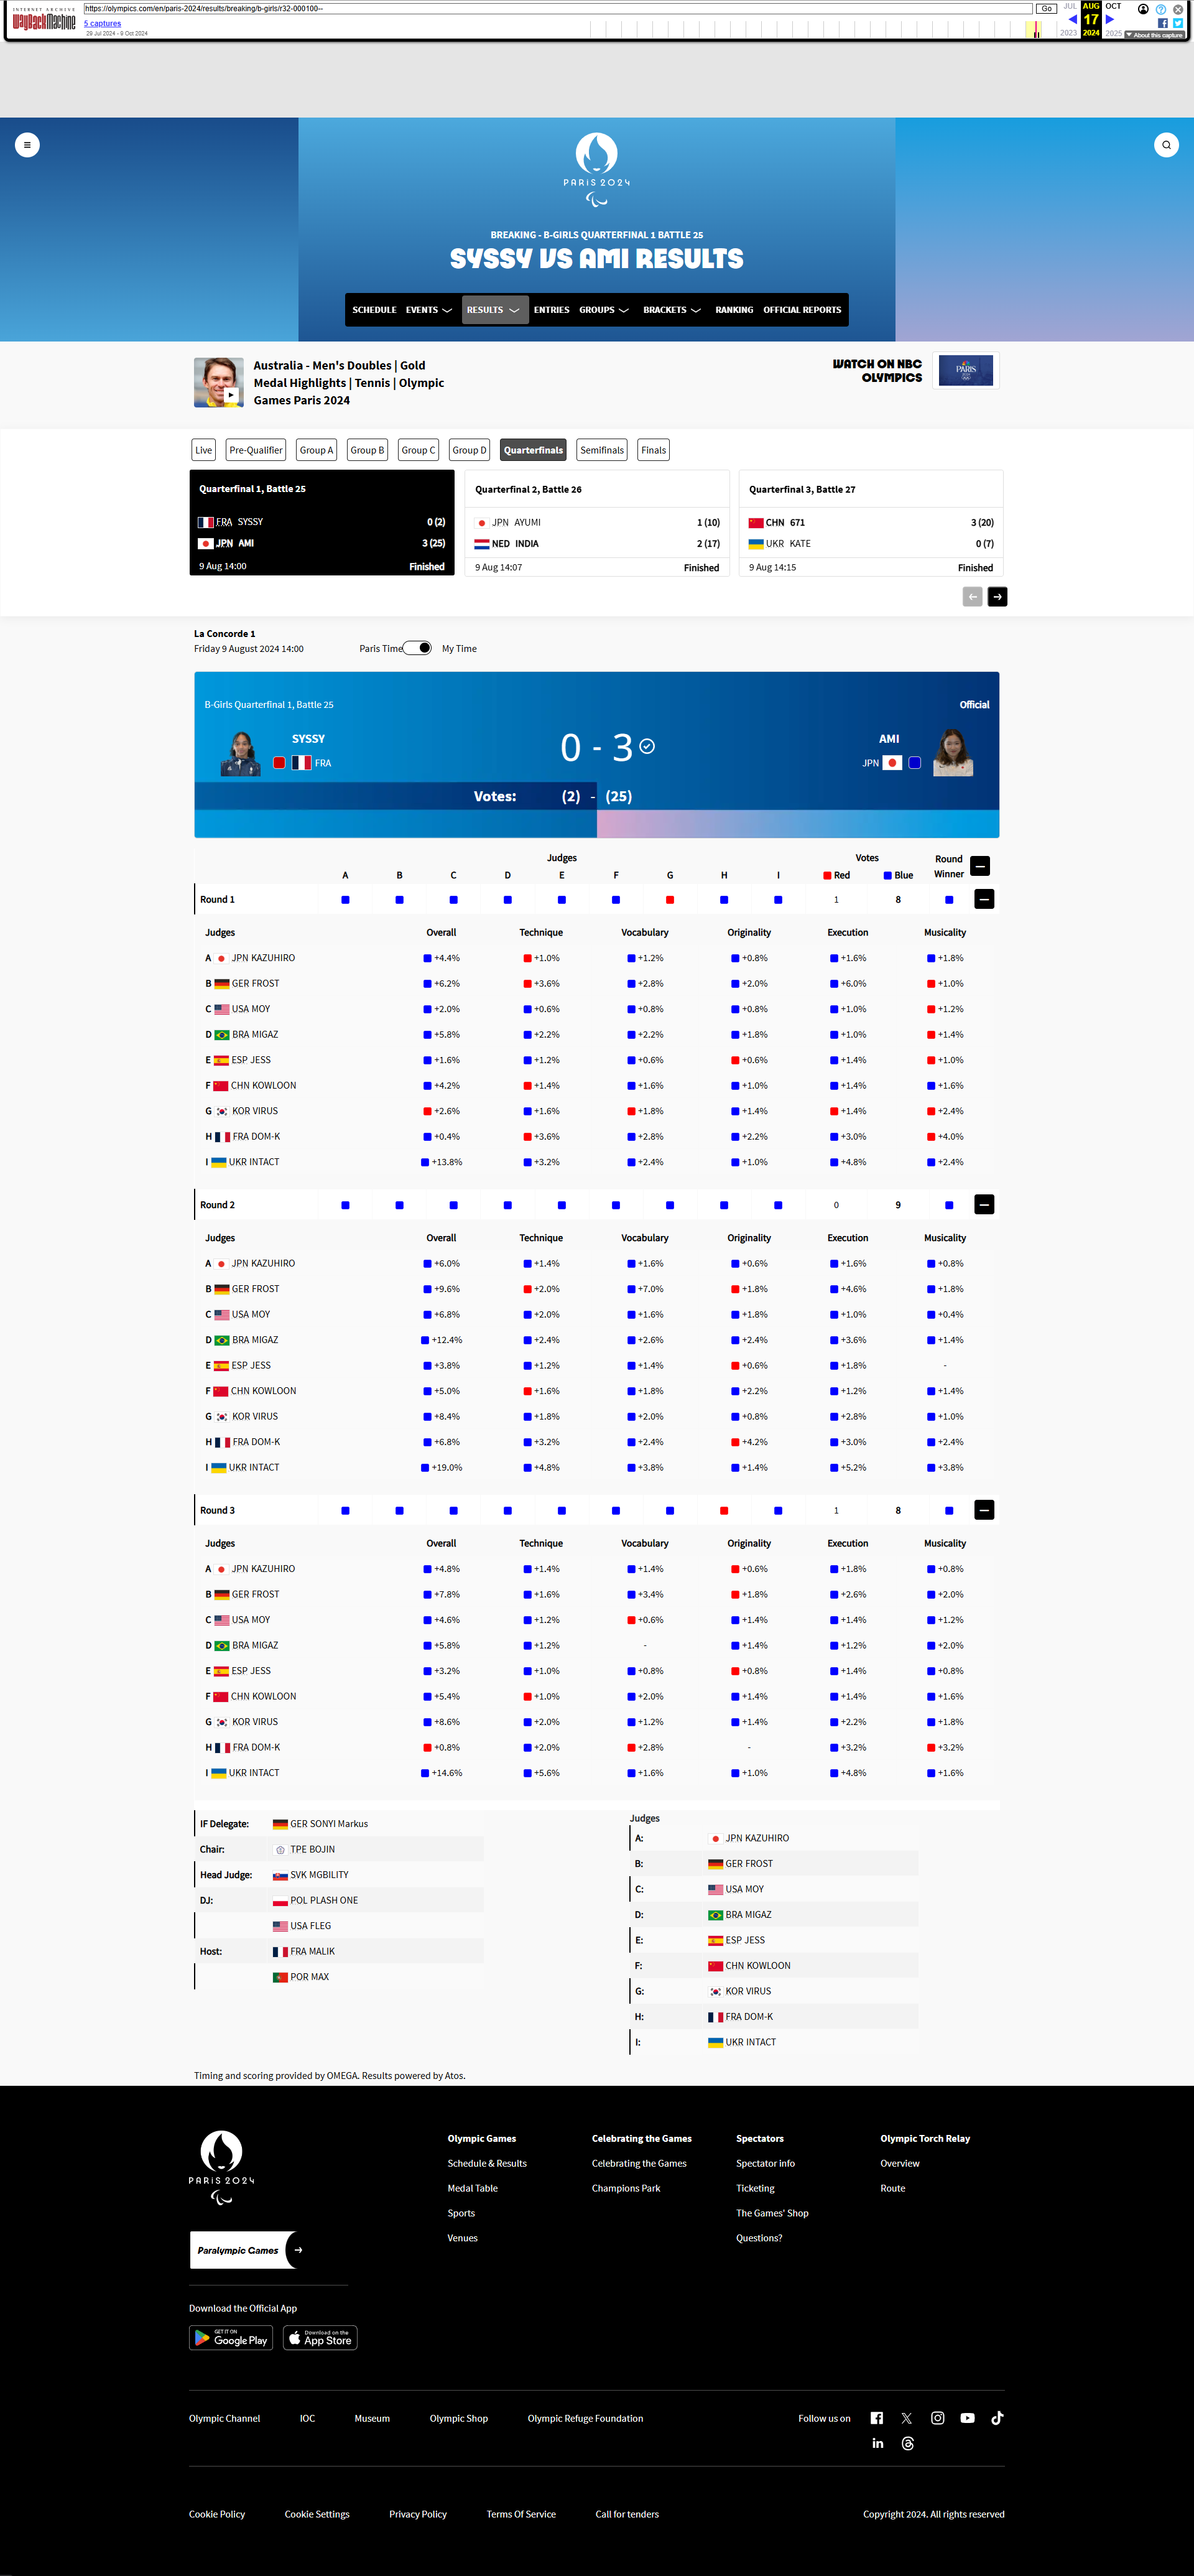 INTERNET ARCHIVE
WayBackMachine
https://olympics.com/en/paris-2024/results/breaking/b-girls/r32-000100--
Go
JUL AUG OCT
5 captures
17
29 Jul 2024 - 9 Oct 2024
2023 2024 2025
About this capture
PARIS 2024
BREAKING - B-GIRLS QUARTERFINAL 1 BATTLE 25
SYSSY VS AMI RESULTS
SCHEDULE EVENTS RESULTS ENTRIES GROUPS BRACKETS RANKING OFFICIAL REPORTS
Australia - Men's Doubles | Gold
Medal Highlights | Tennis | Olympic
Games Paris 2024
WATCH ON NBC
OLYMPICS
PARIS
Live Pre-Qualifier Group A Group B Group C Group D Quarterfinals Semifinals Finals
Quarterfinal 1, Battle 25
FRA SYSSY 0 (2)
JPN AMI 3 (25)
9 Aug 14:00 Finished
Quarterfinal 2, Battle 26
JPN AYUMI 1 (10)
NED INDIA 2 (17)
9 Aug 14:07 Finished
Quarterfinal 3, Battle 27
CHN 671 3 (20)
UKR KATE 0 (7)
9 Aug 14:15 Finished
La Concorde 1
Friday 9 August 2024 14:00 Paris Time My Time
B-Girls Quarterfinal 1, Battle 25 Official
SYSSY 0 - 3 AMI
FRA JPN
Votes: (2) - (25)
Judges Votes Round
A B C D E F G H I Red Blue Winner
Round 1 1 8
Judges Overall Technique Vocabulary Originality Execution Musicality
A JPN KAZUHIRO +4.4% +1.0% +1.2% +0.8% +1.6% +1.8%
B GER FROST +6.2% +3.6% +2.8% +2.0% +6.0% +1.0%
C USA MOY +2.0% +0.6% +0.8% +0.8% +1.0% +1.2%
D BRA MIGAZ +5.8% +2.2% +2.2% +1.8% +1.0% +1.4%
E ESP JESS +1.6% +1.2% +0.6% +0.6% +1.4% +1.0%
F CHN KOWLOON +4.2% +1.4% +1.6% +1.0% +1.4% +1.6%
G KOR VIRUS +2.6% +1.6% +1.8% +1.4% +1.4% +2.4%
H FRA DOM-K +0.4% +3.6% +2.8% +2.2% +3.0% +4.0%
I UKR INTACT +13.8% +3.2% +2.4% +1.0% +4.8% +2.4%
Round 2 0 9
Judges Overall Technique Vocabulary Originality Execution Musicality
A JPN KAZUHIRO +6.0% +1.4% +1.6% +0.6% +1.6% +0.8%
B GER FROST +9.6% +2.0% +7.0% +1.8% +4.6% +1.8%
C USA MOY +6.8% +2.0% +1.6% +1.8% +1.0% +0.4%
D BRA MIGAZ +12.4% +2.4% +2.6% +2.4% +3.6% +1.4%
E ESP JESS +3.8% +1.2% +1.4% +0.6% +1.8% -
F CHN KOWLOON +5.0% +1.6% +1.8% +2.2% +1.2% +1.4%
G KOR VIRUS +8.4% +1.8% +2.0% +0.8% +2.8% +1.0%
H FRA DOM-K +6.8% +3.2% +2.4% +4.2% +3.0% +2.4%
I UKR INTACT +19.0% +4.8% +3.8% +1.4% +5.2% +3.8%
Round 3 1 8
Judges Overall Technique Vocabulary Originality Execution Musicality
A JPN KAZUHIRO +4.8% +1.4% +1.4% +0.6% +1.8% +0.8%
B GER FROST +7.8% +1.6% +3.4% +1.8% +2.6% +2.0%
C USA MOY +4.6% +1.2% +0.6% +1.4% +1.4% +1.2%
D BRA MIGAZ +5.8% +1.2% - +1.4% +1.2% +2.0%
E ESP JESS +3.2% +1.0% +0.8% +0.8% +1.4% +0.8%
F CHN KOWLOON +5.4% +1.0% +2.0% +1.4% +1.4% +1.6%
G KOR VIRUS +8.6% +2.0% +1.2% +1.4% +2.2% +1.8%
H FRA DOM-K +0.8% +2.0% +2.8% - +3.2% +3.2%
I UKR INTACT +14.6% +5.6% +1.6% +1.0% +4.8% +1.6%
IF Delegate: GER SONYI Markus
Chair: TPE BOJIN
Head Judge: SVK MGBILITY
DJ: POL PLASH ONE
USA FLEG
Host: FRA MALIK
POR MAX
Judges
A: JPN KAZUHIRO
B: GER FROST
C: USA MOY
D: BRA MIGAZ
E: ESP JESS
F: CHN KOWLOON
G: KOR VIRUS
H: FRA DOM-K
I: UKR INTACT
Timing and scoring provided by OMEGA. Results powered by Atos.
PARIS 2024
Paralympic Games
Olympic Games
Schedule & Results
Medal Table
Sports
Venues
Celebrating the Games
Celebrating the Games
Champions Park
Spectators
Spectator info
Ticketing
The Games' Shop
Questions?
Olympic Torch Relay
Overview
Route
Download the Official App
GET IT ON
Google Play
Download on the
App Store
Olympic Channel IOC Museum Olympic Shop Olympic Refuge Foundation Follow us on
Cookie Policy Cookie Settings Privacy Policy Terms Of Service Call for tenders Copyright 2024. All rights reserved